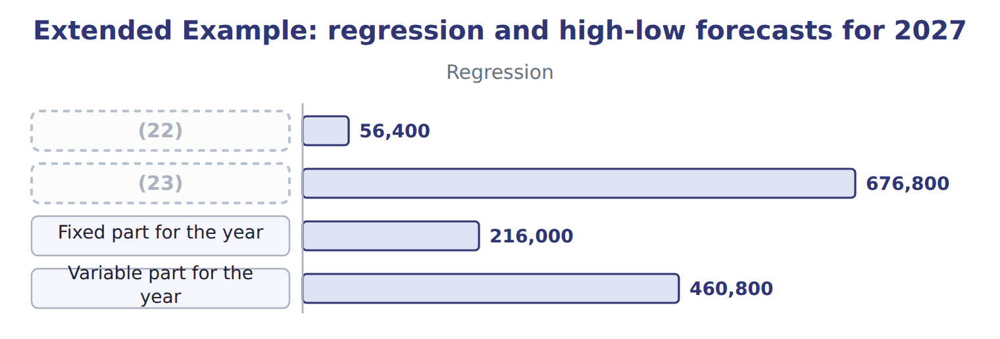 Extended Example: regression and high-low forecasts for 2027
Regression
(22)
56,400
(23)
676,800
Fixed part for the year
216,000
Variable part for the
year
460,800